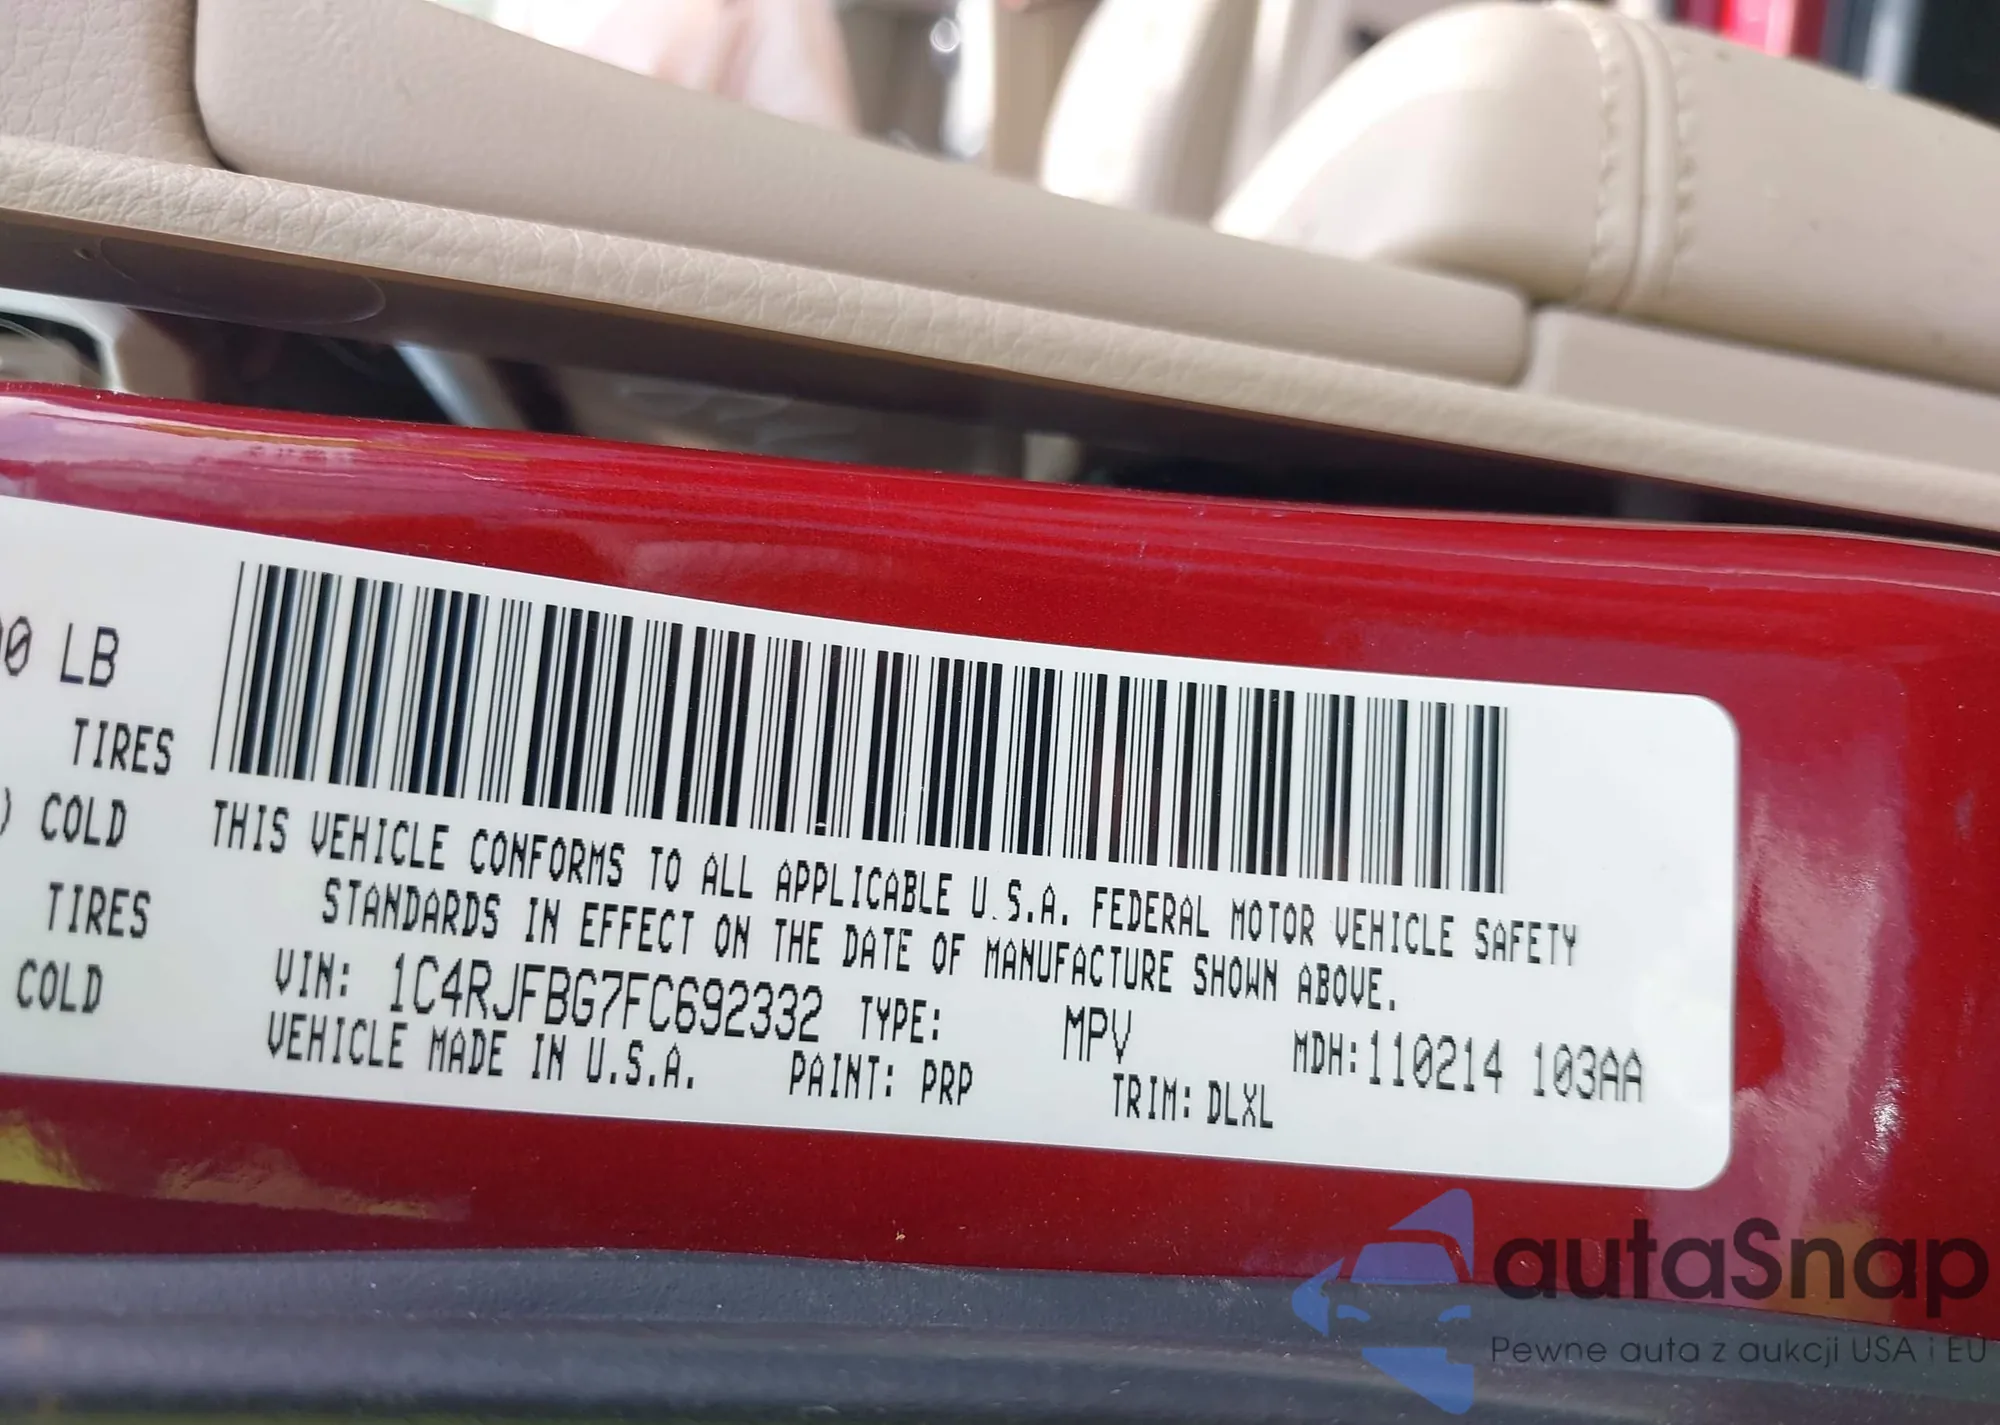 00 LB
TIRES
) COLD
TIRES
COLD
THIS VEHICLE CONFORMS TO ALL APPLICABLE U.S.A. FEDERAL MOTOR VEHICLE SAFETY
STANDARDS IN EFFECT ON THE DATE OF MANUFACTURE SHOWN ABOVE.
VIN: 1C4RJFBG7FC692332 TYPE: MPV MDH:110214 103AA
VEHICLE MADE IN U.S.A. PAINT: PRP TRIM: DLXL
autaSnap
Pewne auta z aukcji USA i EU